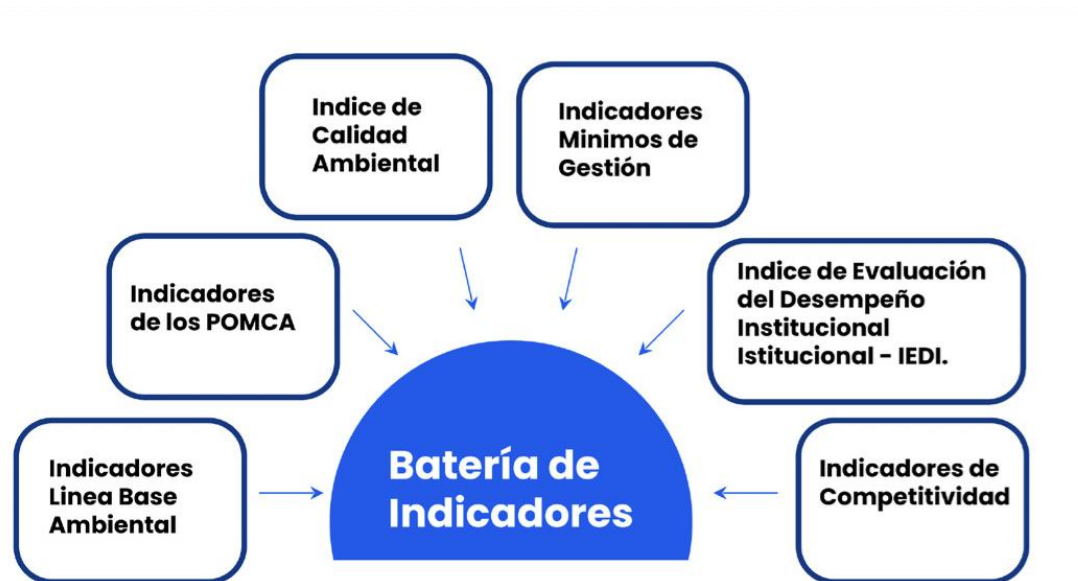 Indice de
Calidad
Ambiental
Indicadores
Minimos de
Gestión
Indicadores
de los POMCA
Indice de Evaluación
del Desempeño
Institucional
Istitucional - IEDI.
Indicadores
Linea Base
Ambiental
Batería de
Indicadores
Indicadores de
Competitividad